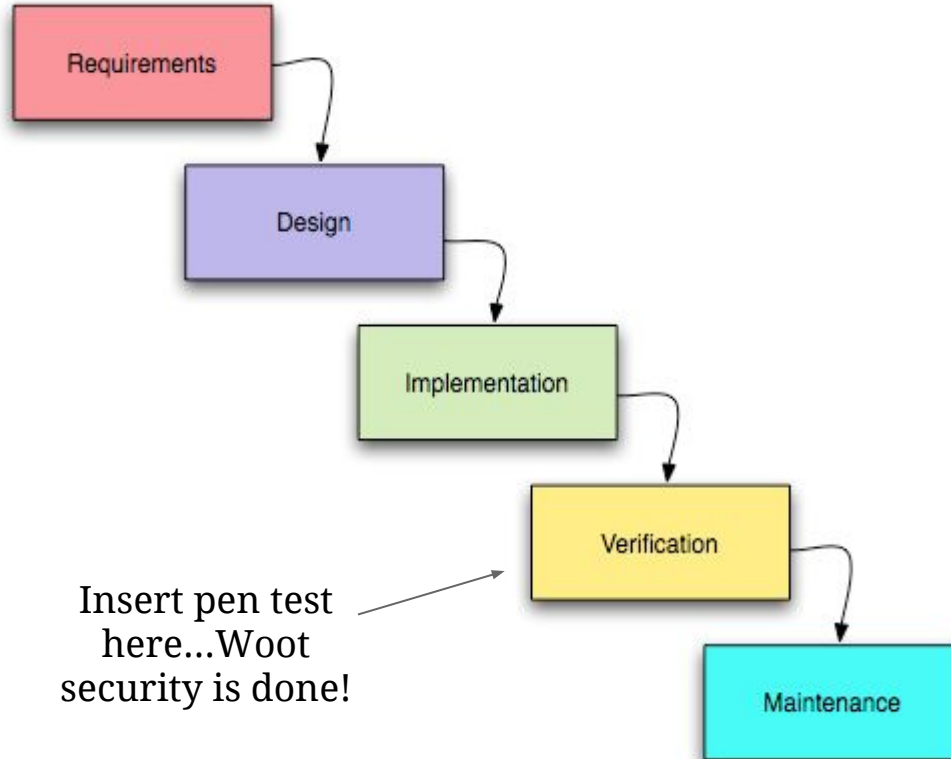 Requirements
Design
Implementation
Verification
Insert pen test
here...Woot
security is done!
Maintenance